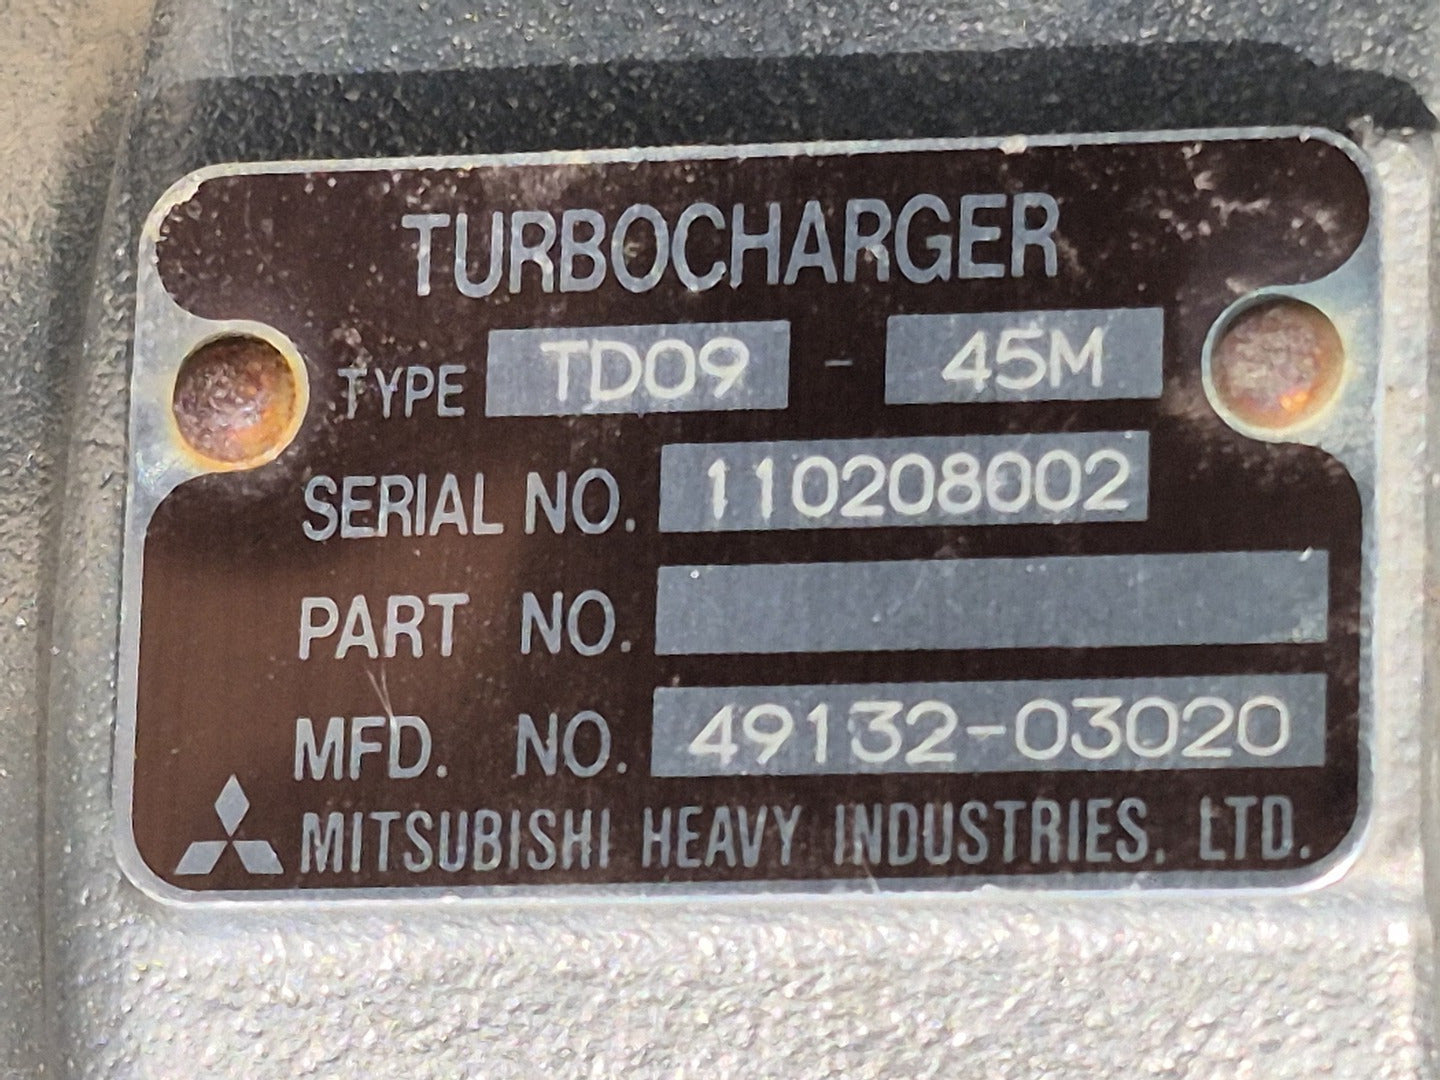 TURBOCHARGER
TYPE TD09 - 45M
SERIAL NO. 110208002
PART NO.
MFD. NO. 49132-03020
MITSUBISHI HEAVY INDUSTRIES, LTD.